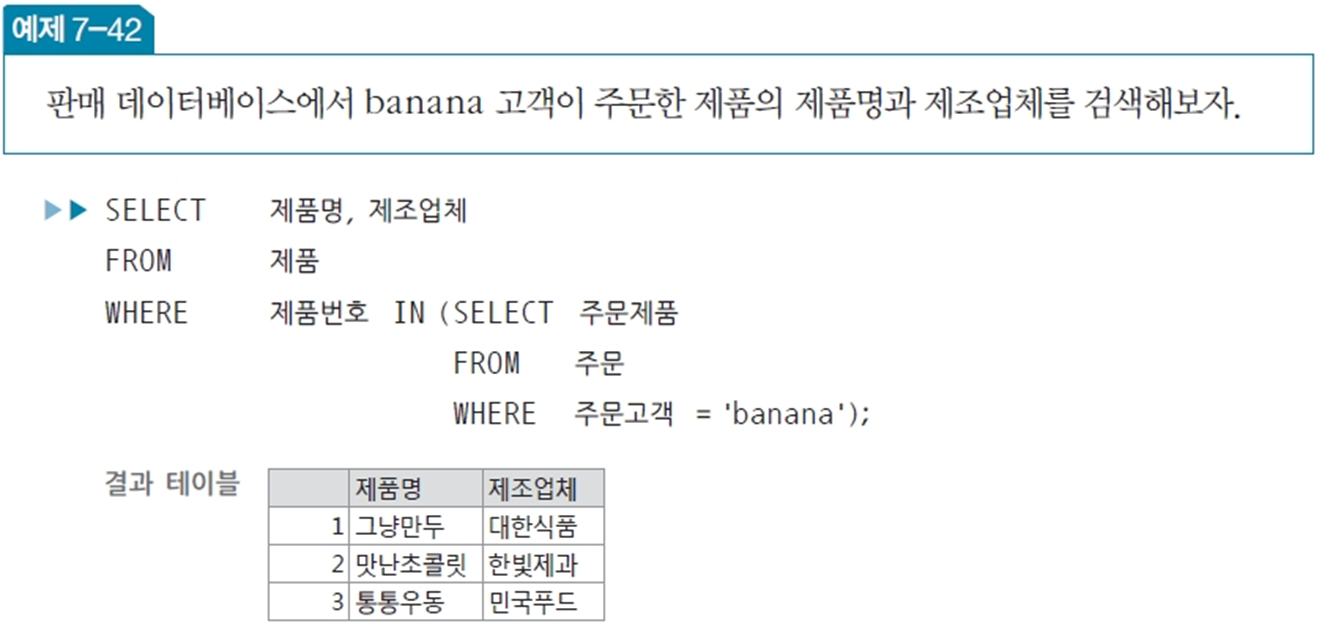 예제 7-42
판매 데이터베이스에서 banana 고객이 주문한 제품의 제품명과 제조업체를 검색해보자.
▶▶ SELECT 제품명, 제조업체
FROM 제품
WHERE 제품번호 IN (SELECT 주문제품
FROM 주문
WHERE 주문고객 = 'banana');
결과 테이블
제품명 제조업체
1 그냥만두 대한식품
2 맛난초콜릿 한빛제과
3 통통우동 민국푸드